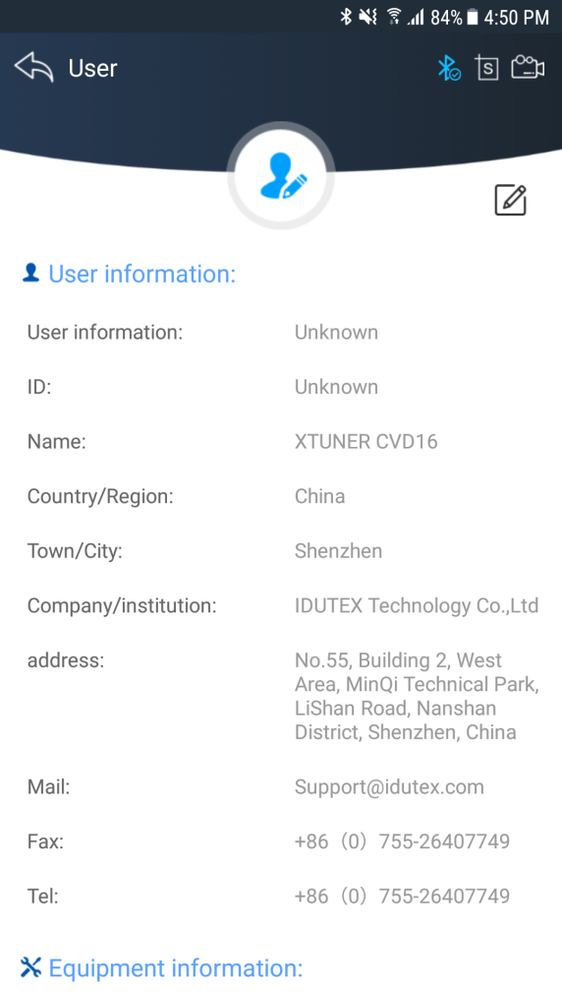 84% 4:50 PM
User
S
User information:
User information: Unknown
ID: Unknown
Name: XTUNER CVD16
Country/Region: China
Town/City: Shenzhen
Company/institution: IDUTEX Technology Co.,Ltd
address: No.55, Building 2, West
Area, MinQi Technical Park,
LiShan Road, Nanshan
District, Shenzhen, China
Mail: Support@idutex.com
Fax: +86（0）755-26407749
Tel: +86（0）755-26407749
Equipment information: